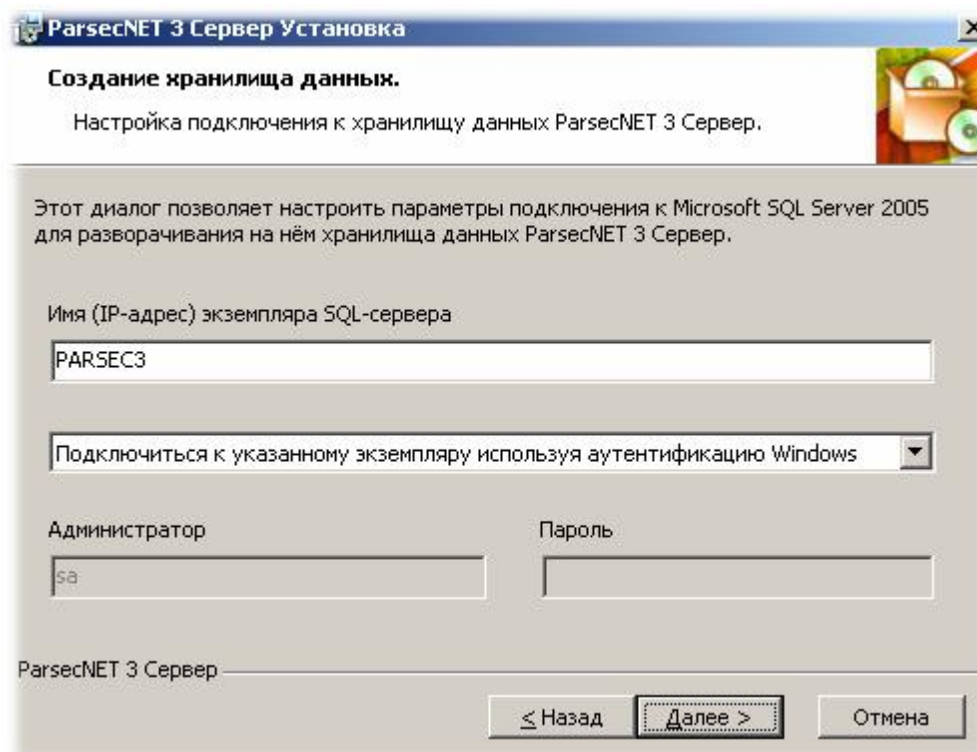 ParsecNET 3 Сервер Установка
Создание хранилища данных.
Настройка подключения к хранилищу данных ParsecNET 3 Сервер.
Этот диалог позволяет настроить параметры подключения к Microsoft SQL Server 2005
для разворачивания на нём хранилища данных ParsecNET 3 Сервер.
Имя (IP-адрес) экземпляра SQL-сервера
PARSEC3
Подключиться к указанному экземпляру используя аутентификацию Windows
Администратор Пароль
sa
ParsecNET 3 Сервер
< Назад Далее > Отмена